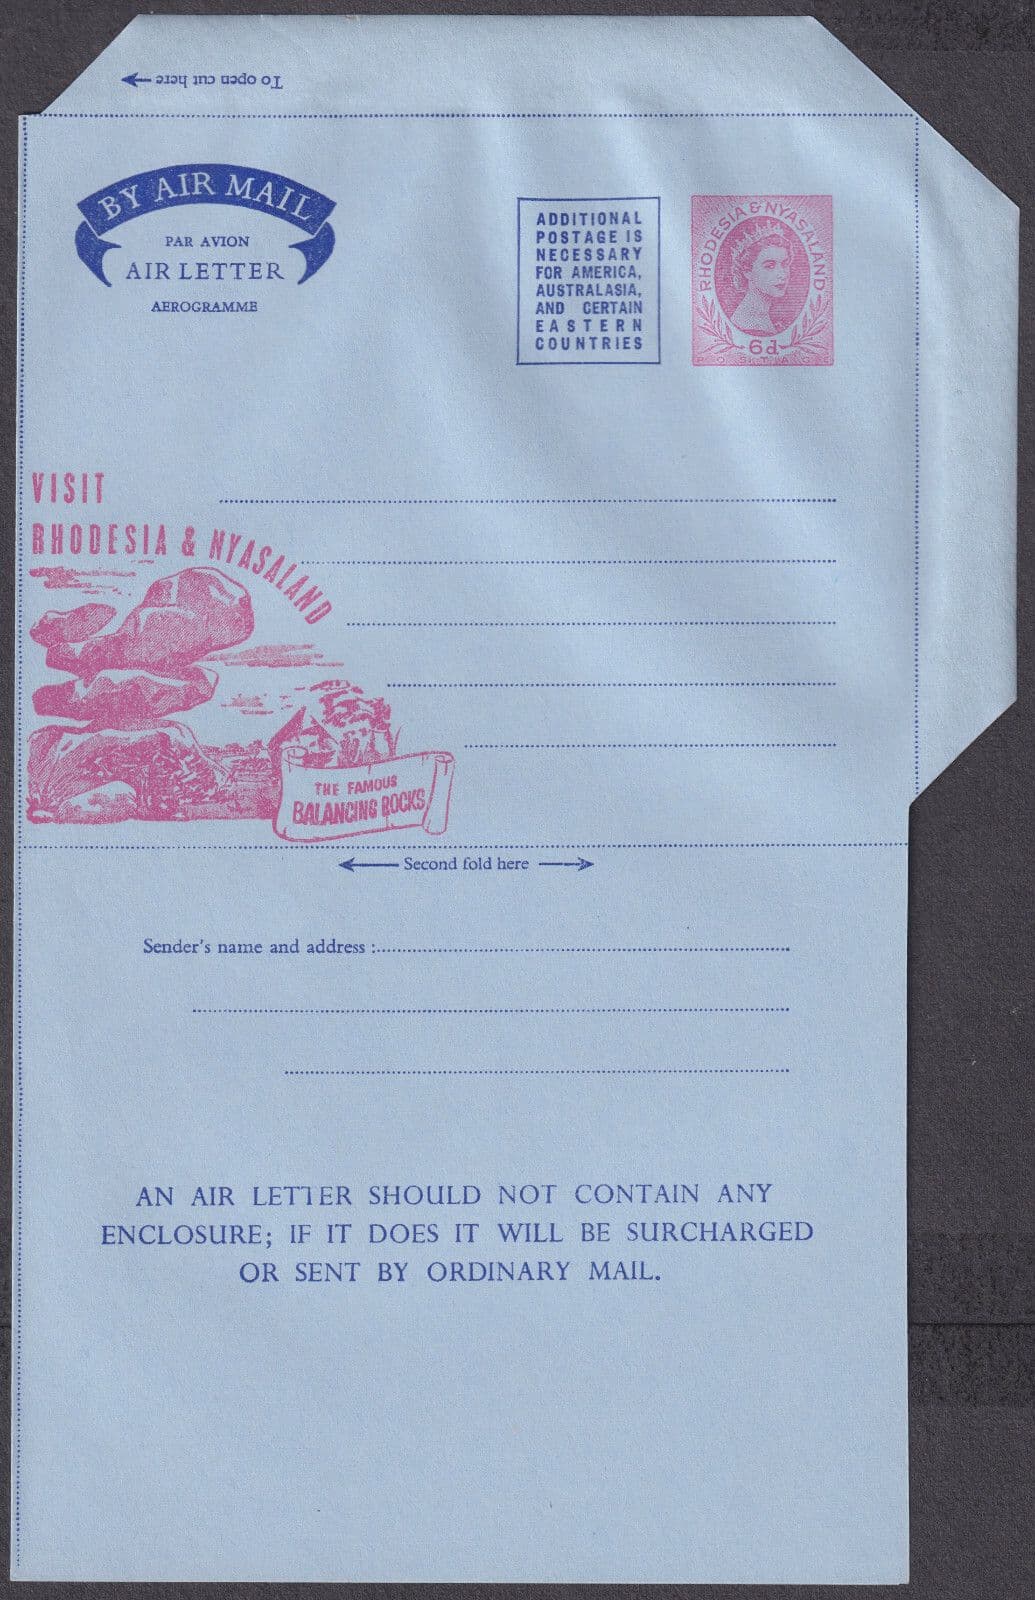 To open cut here
BY AIR MAIL
PAR AVION
AIR LETTER
AEROGRAMME
ADDITIONAL
POSTAGE IS
NECESSARY
FOR AMERICA,
AUSTRALASIA,
AND CERTAIN
EASTERN
COUNTRIES
RHODESIA & NYASALAND
6d
POSTAGE
VISIT
RHODESIA & NYASALAND
THE FAMOUS
BALANCING ROCKS
Second fold here
Sender's name and address :
AN AIR LETTER SHOULD NOT CONTAIN ANY
ENCLOSURE; IF IT DOES IT WILL BE SURCHARGED
OR SENT BY ORDINARY MAIL.